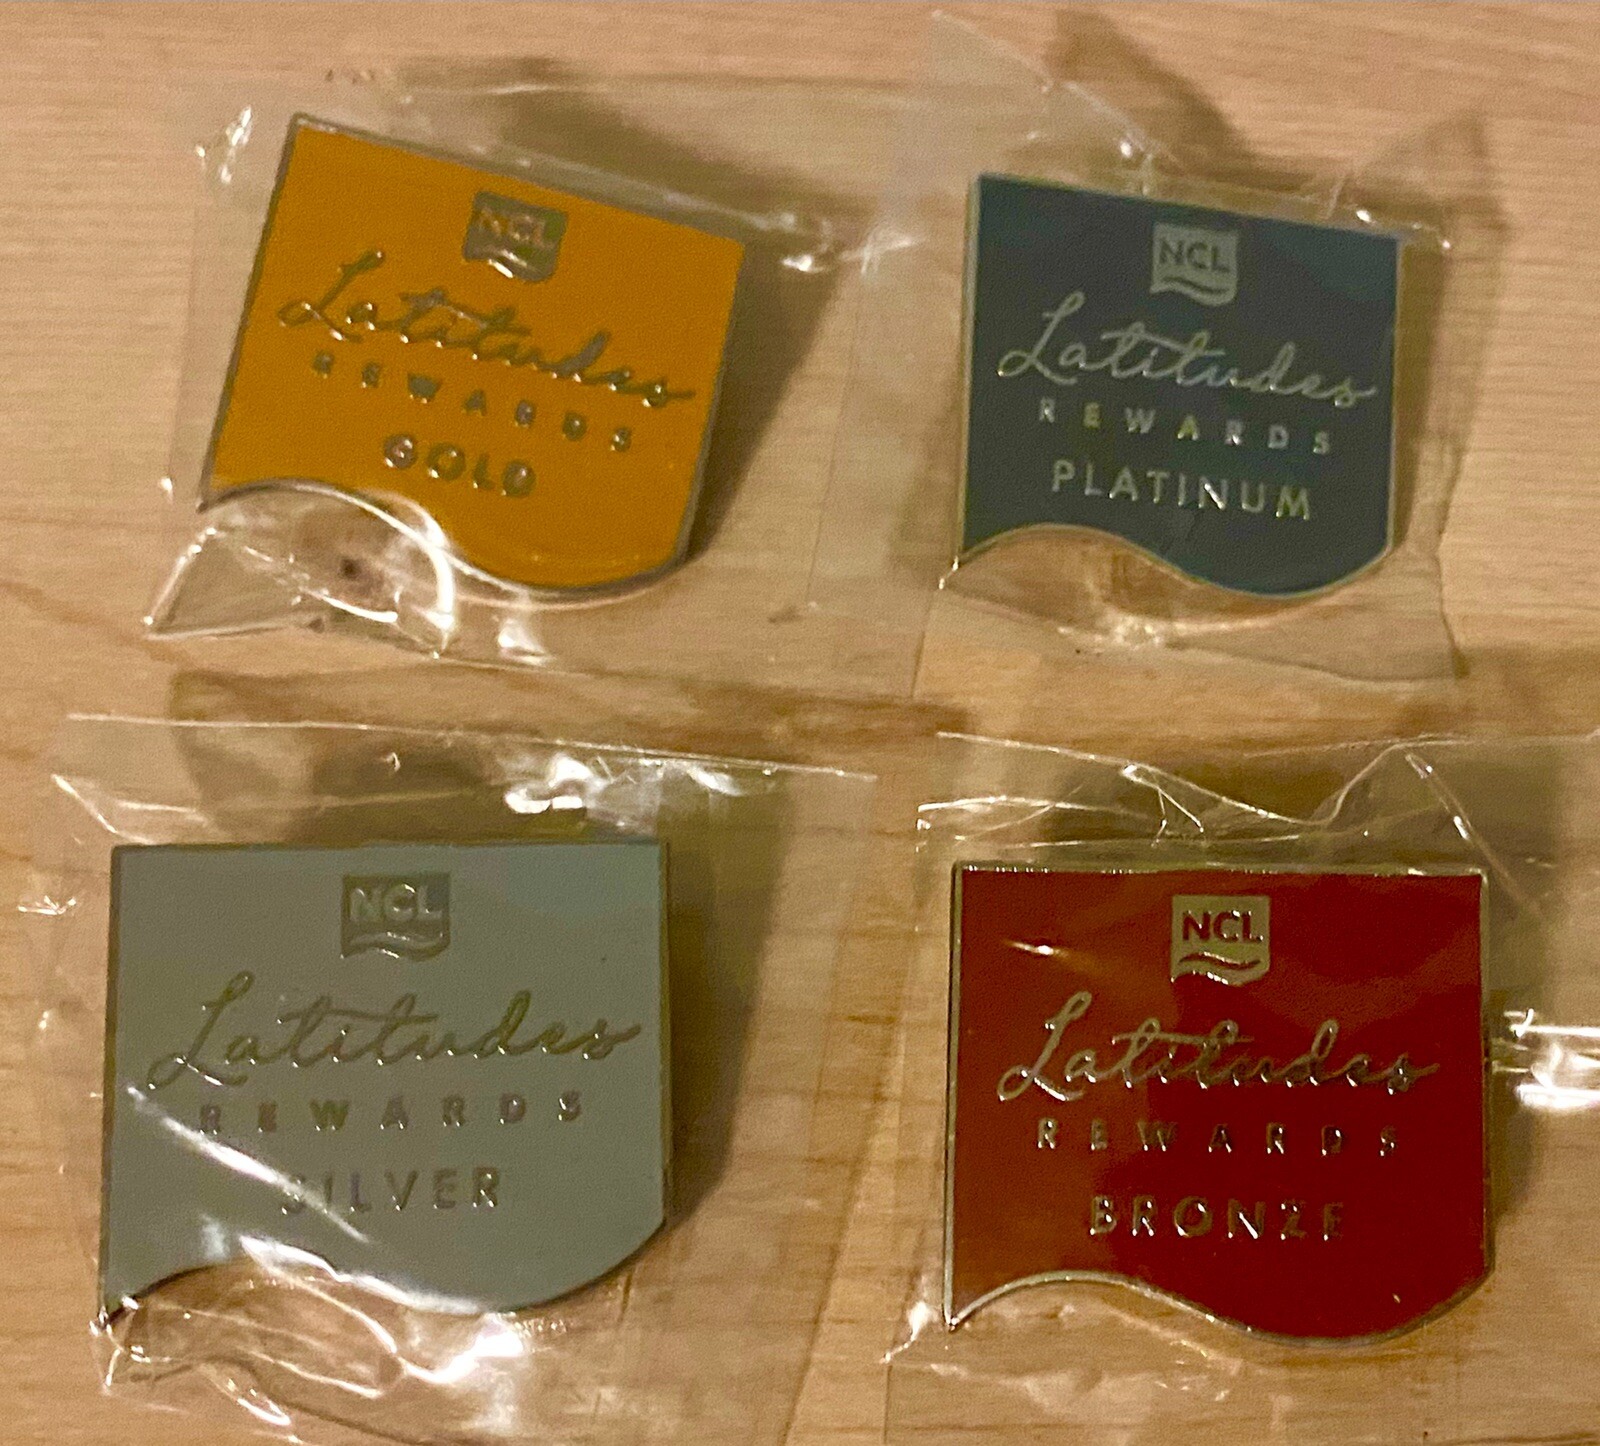 NCL
Latitudes
REWARDS
GOLD
NCL
Latitudes
REWARDS
PLATINUM
NCL
Latitudes
REWARDS
SILVER
NCL
Latitudes
REWARDS
BRONZE